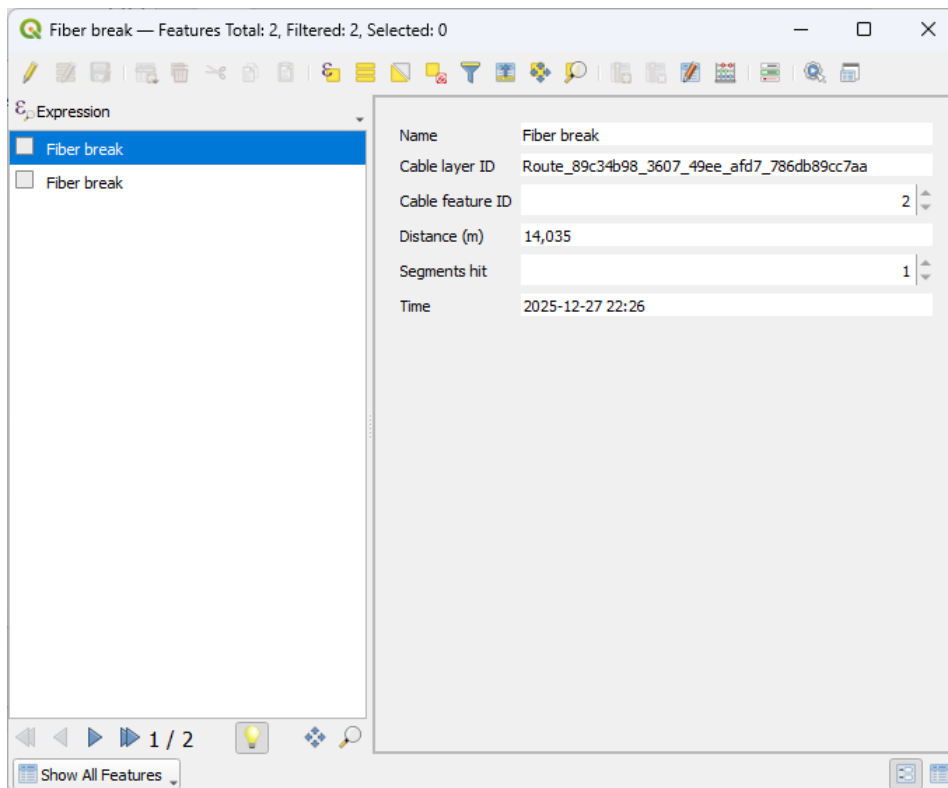 Fiber break — Features Total: 2, Filtered: 2, Selected: 0
Expression
Fiber break
Fiber break
Name Fiber break
Cable layer ID Route_89c34b98_3607_49ee_afd7_786db89cc7aa
Cable feature ID 2
Distance (m) 14,035
Segments hit 1
Time 2025-12-27 22:26
1 / 2
Show All Features